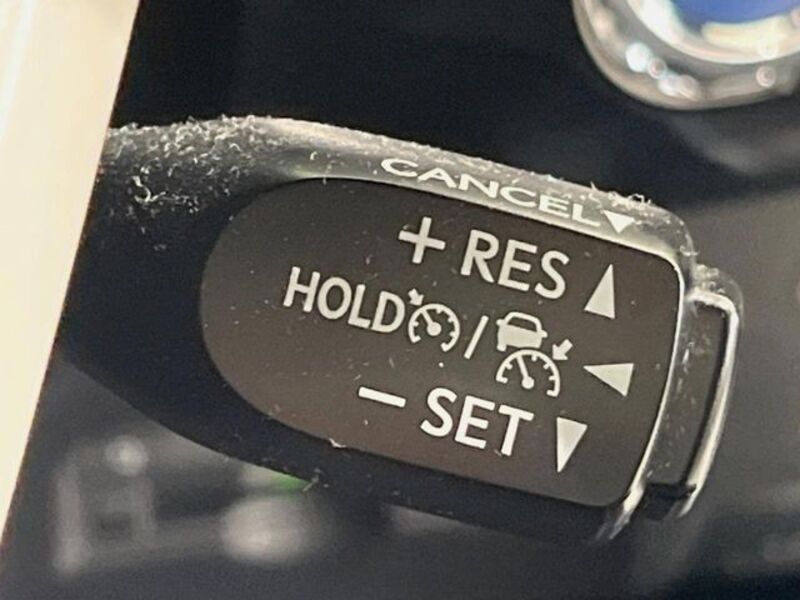 CANCEL▼
+ RES ▲
HOLD / ◀
− SET ▼